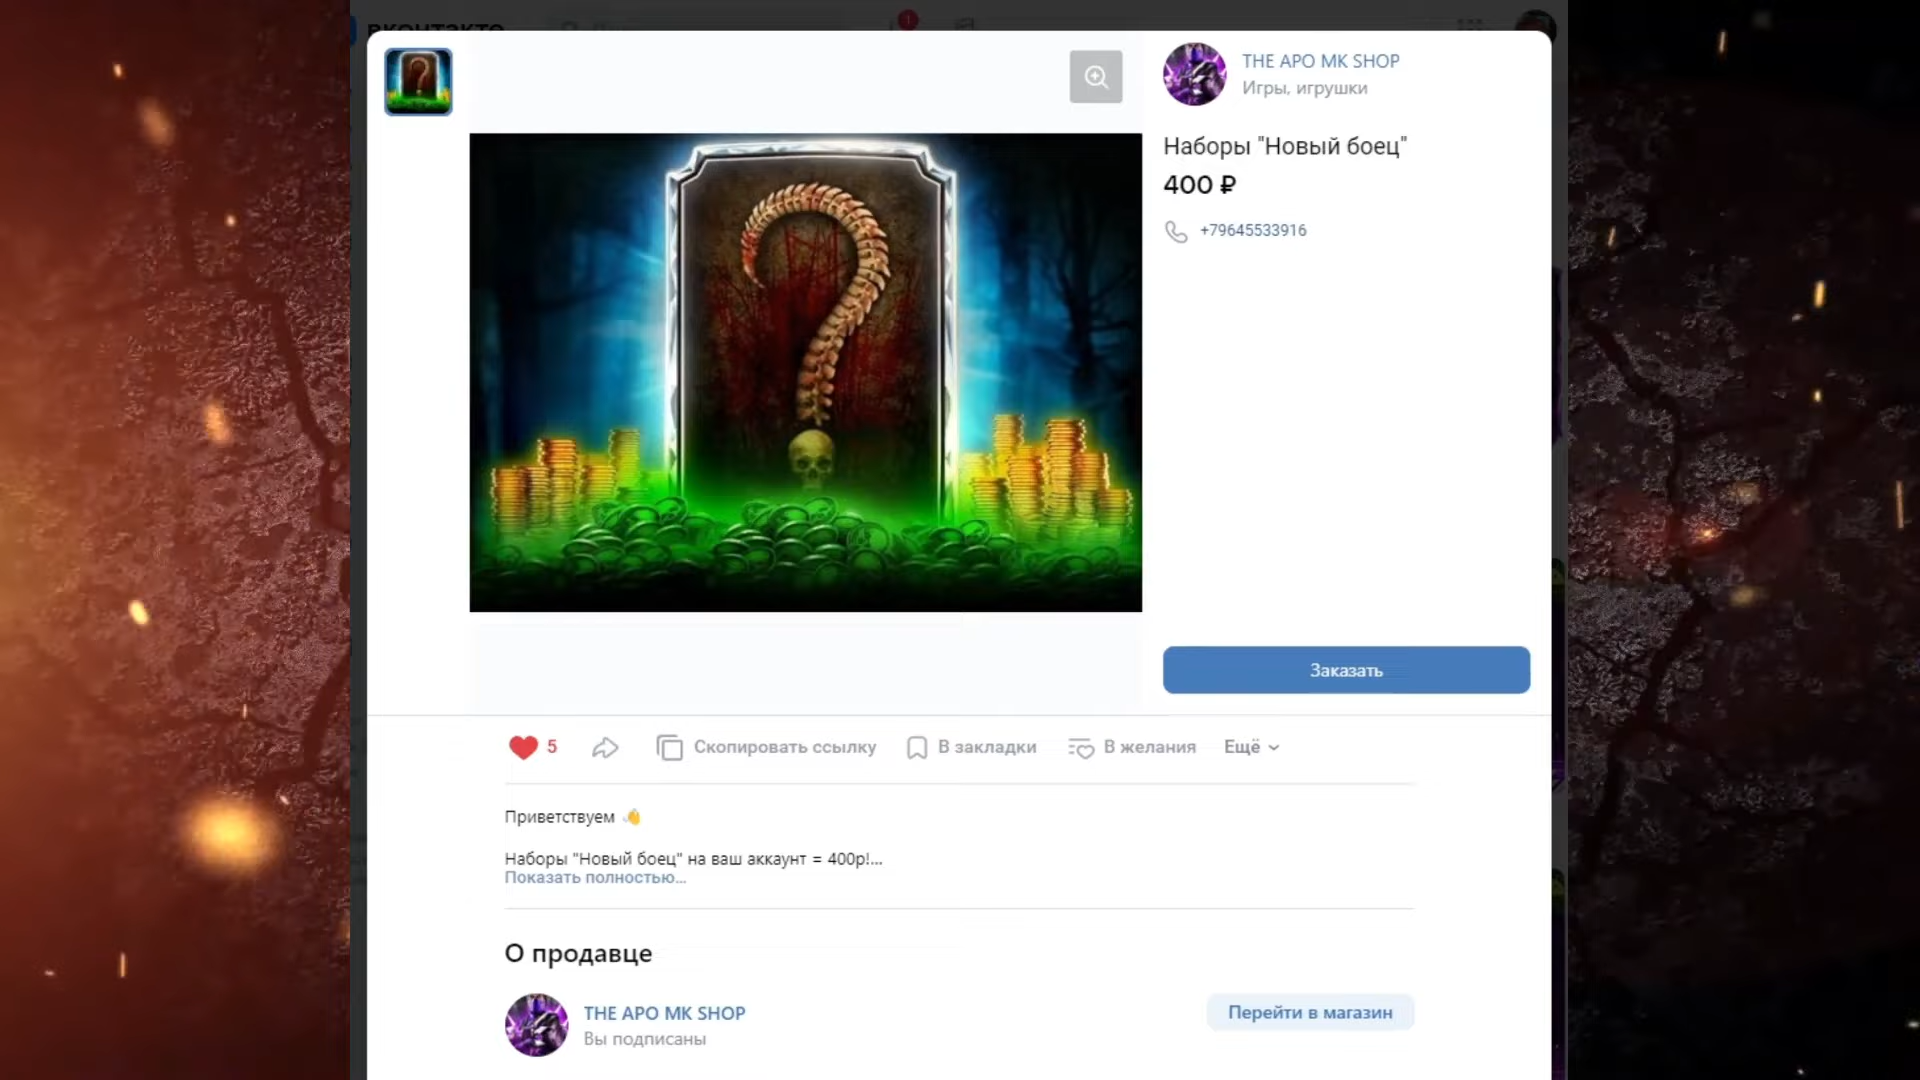 THE APO MK SHOP
Игры, игрушки
Наборы "Новый боец"
400 ₽
+79645533916
Заказать
5
Скопировать ссылку
В закладки
В желания
Ещё
Приветствуем 👋
Наборы "Новый боец" на ваш аккаунт = 400р!...
Показать полностью...
О продавце
THE APO MK SHOP
Вы подписаны
Перейти в магазин